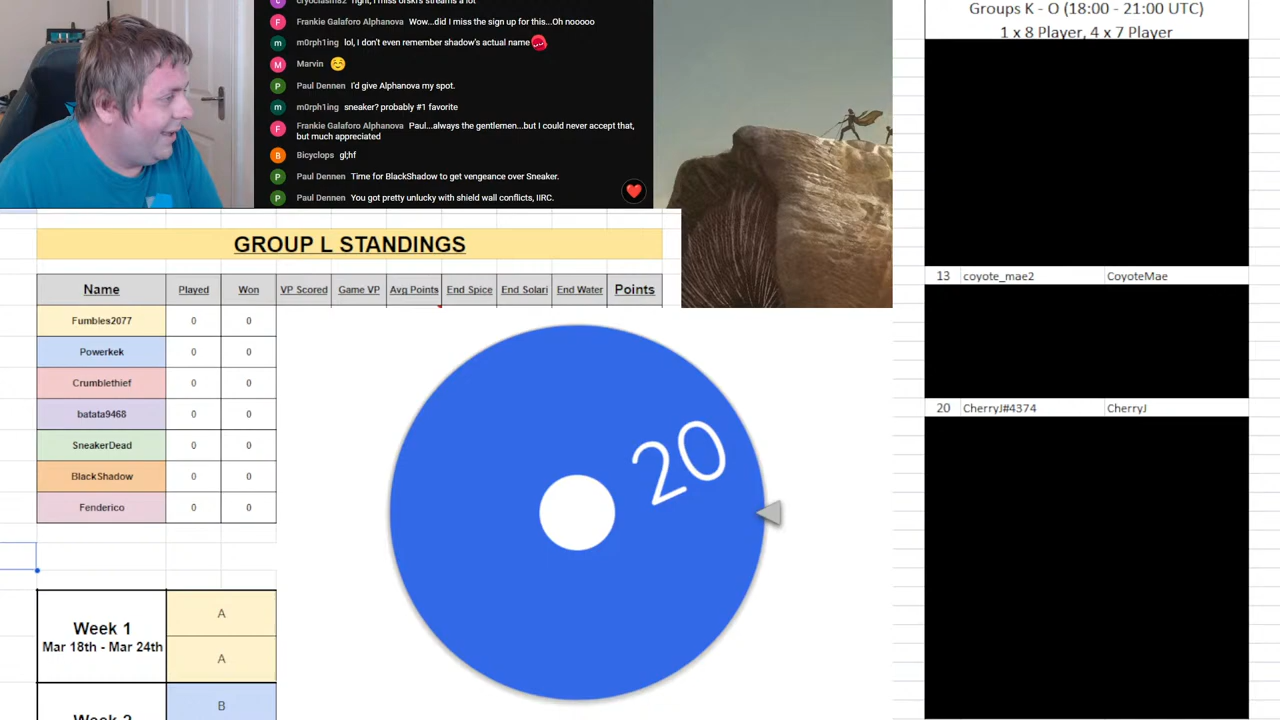 Frankie Galaforo Alphanova Wow...did I miss the sign up for this...Oh nooooo
m m0rph1ing lol, I don't even remember shadow's actual name
M Marvin
P Paul Dennen I'd give Alphanova my spot.
m m0rph1ing sneaker? probably #1 favorite
F Frankie Galaforo Alphanova Paul...always the gentlemen...but I could never accept that,
but much appreciated
B Bicyclops gl;hf
P Paul Dennen Time for BlackShadow to get vengeance over Sneaker.
P Paul Dennen You got pretty unlucky with shield wall conflicts, IIRC.
Groups K - O (18:00 - 21:00 UTC)
1 x 8 Player, 4 x 7 Player
13 coyote_mae2 CoyoteMae
20 CherryJ#4374 CherryJ
GROUP L STANDINGS
Name Played Won VP Scored Game VP Avg Points End Spice End Solari End Water Points
Fumbles2077 0 0
Powerkek 0 0
Crumblethief 0 0
batata9468 0 0
SneakerDead 0 0
BlackShadow 0 0
Fenderico 0 0
20
Week 1
Mar 18th - Mar 24th
A
A
B
Week 2